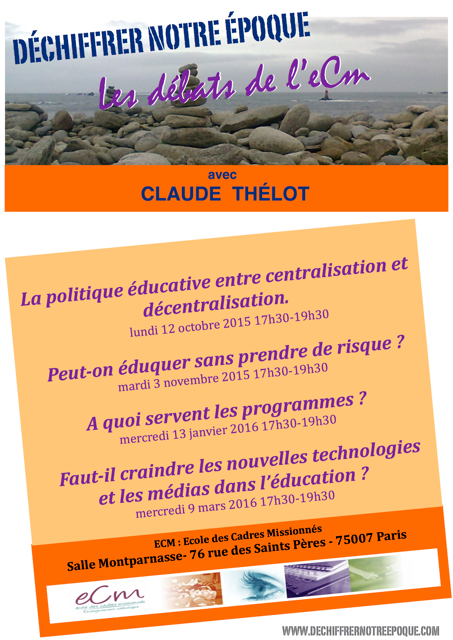 DÉCHIFFRER NOTRE ÉPOQUE
Les débats de l'eCm
avec
CLAUDE THÉLOT
La politique éducative entre centralisation et
décentralisation.
lundi 12 octobre 2015 17h30-19h30
Peut-on éduquer sans prendre de risque ?
mardi 3 novembre 2015 17h30-19h30
A quoi servent les programmes ?
mercredi 13 janvier 2016 17h30-19h30
Faut-il craindre les nouvelles technologies
et les médias dans l'éducation ?
mercredi 9 mars 2016 17h30-19h30
ECM : Ecole des Cadres Missionnés
Salle Montparnasse- 76 rue des Saints Pères - 75007 Paris
eCm
école des cadres missionnés
WWW.DECHIFFRERNOTREEPOQUE.COM